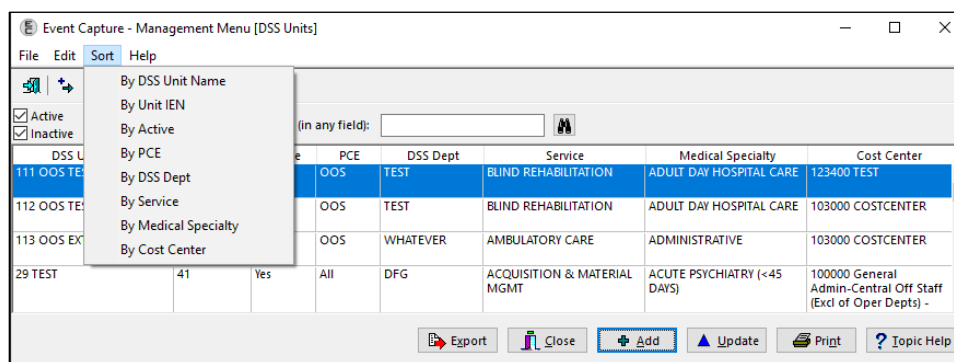 Event Capture - Management Menu [DSS Units]
File Edit Sort Help
By DSS Unit Name
By Unit IEN
By Active
By PCE
By DSS Dept
By Service
By Medical Specialty
By Cost Center
Active
Inactive
(in any field):
DSS U e PCE DSS Dept Service Medical Specialty Cost Center
111 OOS TES OOS TEST BLIND REHABILITATION ADULT DAY HOSPITAL CARE 123400 TEST
112 OOS TES OOS TEST BLIND REHABILITATION ADULT DAY HOSPITAL CARE 103000 COSTCENTER
113 OOS EXT OOS WHATEVER AMBULATORY CARE ADMINISTRATIVE 103000 COSTCENTER
29 TEST 41 Yes All DFG ACQUISITION & MATERIAL ACUTE PSYCHIATRY (<45 100000 General
MGMT DAYS) Admin-Central Off Staff
(Excl of Oper Depts) -
Export Close Add Update Print Topic Help